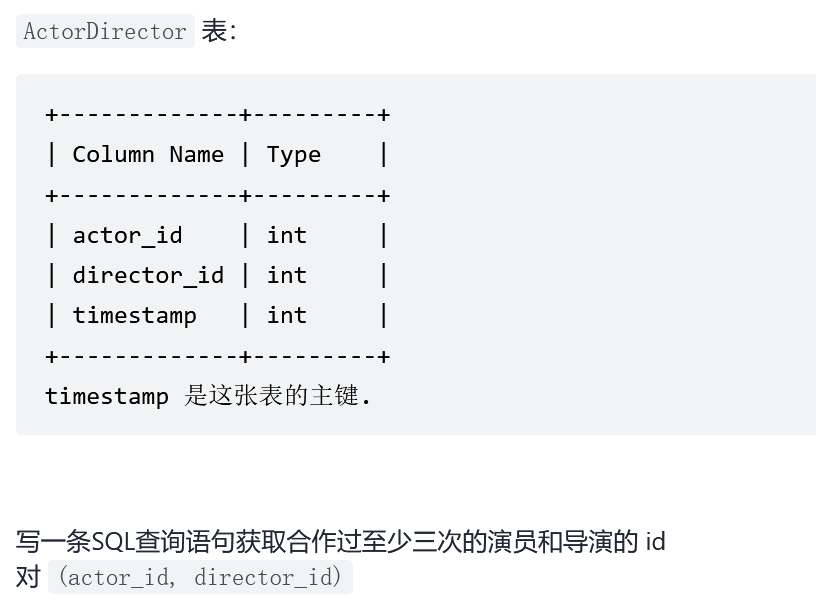 ActorDirector 表：
+-------------+---------+
| Column Name | Type    |
+-------------+---------+
| actor_id    | int     |
| director_id | int     |
| timestamp   | int     |
+-------------+---------+
timestamp 是这张表的主键.
写一条SQL查询语句获取合作过至少三次的演员和导演的 id
对 (actor_id, director_id)